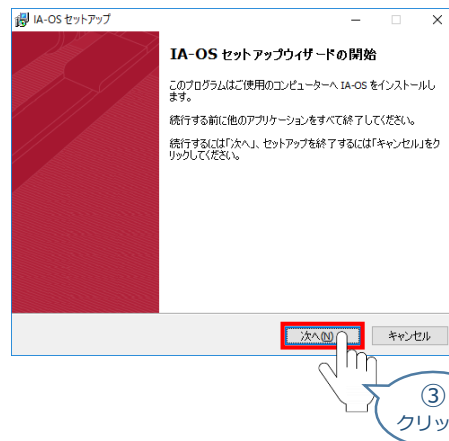 IA-OS セットアップ
IA-OS セットアップウィザードの開始
このプログラムはご使用のコンピューターへ IA-OS をインストールし
ます。
続行する前に他のアプリケーションをすべて終了してください。
続行するには「次へ」、セットアップを終了するには「キャンセル」をク
リックしてください。
次へ(N)
キャンセル
③
クリッ